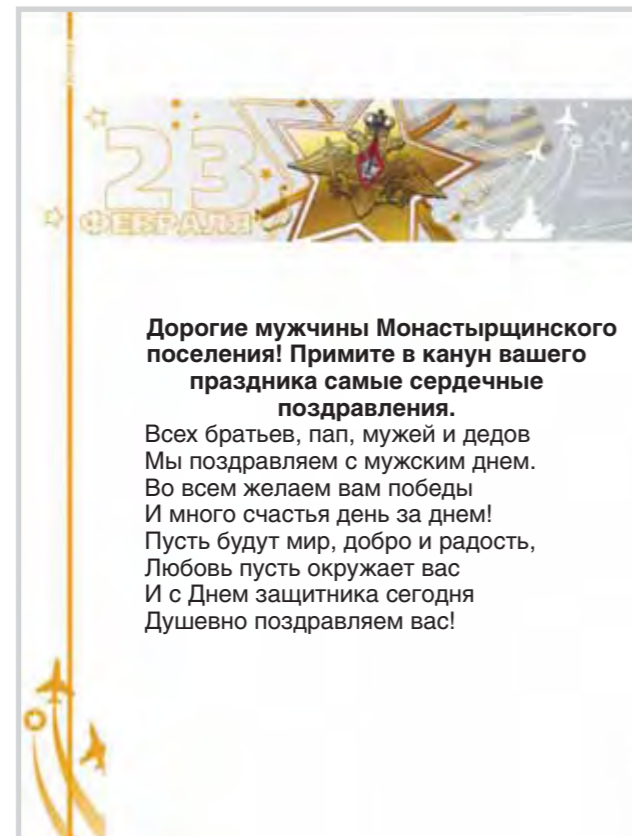 23
ФЕВРАЛЯ
Дорогие мужчины Монастырщинского
поселения! Примите в канун вашего
праздника самые сердечные
поздравления.
Всех братьев, пап, мужей и дедов
Мы поздравляем с мужским днем.
Во всем желаем вам победы
И много счастья день за днем!
Пусть будут мир, добро и радость,
Любовь пусть окружает вас
И с Днем защитника сегодня
Душевно поздравляем вас!